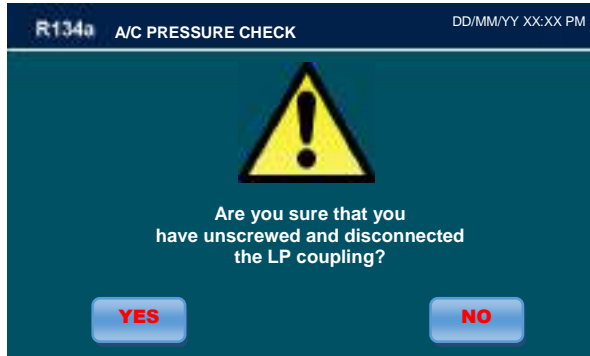 R134a A/C PRESSURE CHECK DD/MM/YY XX:XX PM
Are you sure that you
have unscrewed and disconnected
the LP coupling?
YES NO